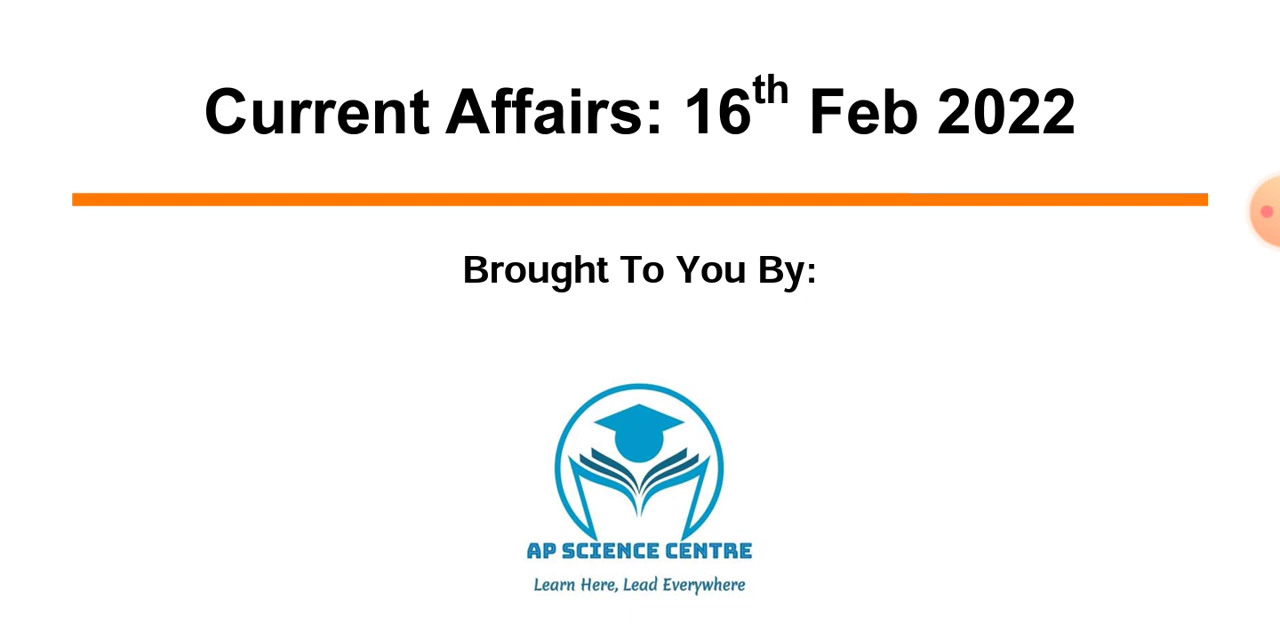 Current Affairs: 16th Feb 2022
Brought To You By:
AP SCIENCE CENTRE
Learn Here, Lead Everywhere